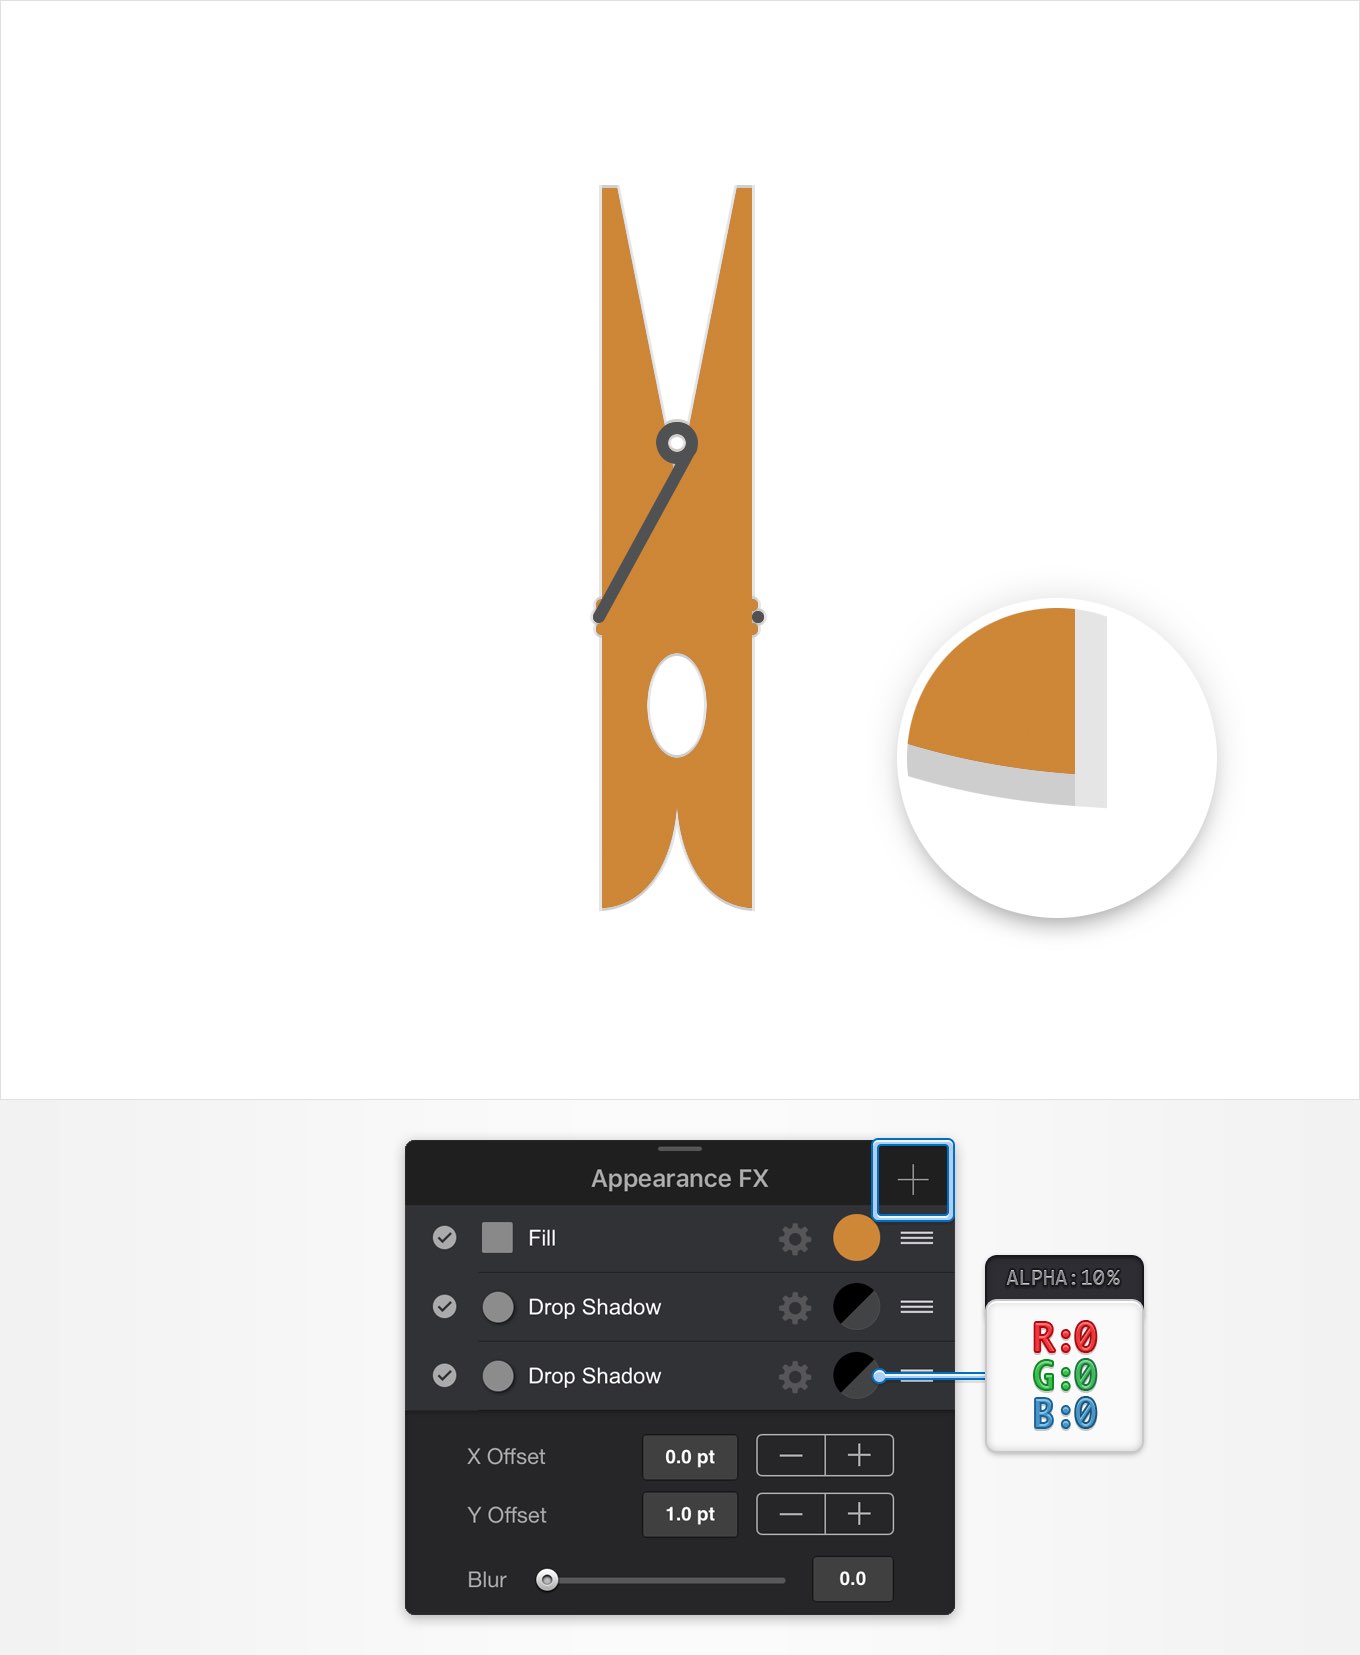 Appearance FX
Fill
Drop Shadow
Drop Shadow
ALPHA:10%
R:0
G:0
B:0
X Offset 0.0 pt
Y Offset 1.0 pt
Blur 0.0